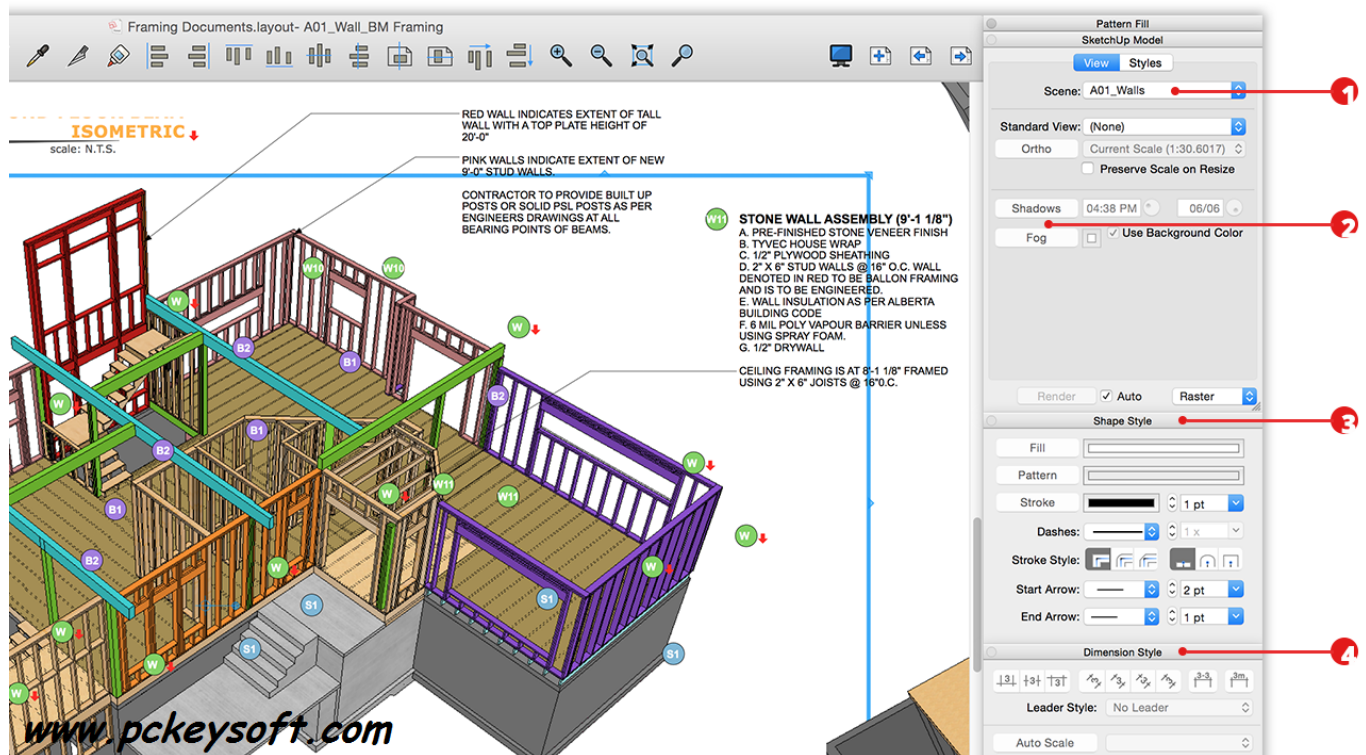 Framing Documents.layout- A01_Wall_BM Framing
ISOMETRIC
scale: N.T.S.
RED WALL INDICATES EXTENT OF TALL
WALL WITH A TOP PLATE HEIGHT OF
20'-0"
PINK WALLS INDICATE EXTENT OF NEW
9'-0" STUD WALLS.
CONTRACTOR TO PROVIDE BUILT UP
POSTS OR SOLID PSL POSTS AS PER
ENGINEERS DRAWINGS AT ALL
BEARING POINTS OF BEAMS.
W11
STONE WALL ASSEMBLY (9'-1 1/8")
A. PRE-FINISHED STONE VENEER FINISH
B. TYVEC HOUSE WRAP
C. 1/2" PLYWOOD SHEATHING
D. 2" X 6" STUD WALLS @ 16" O.C. WALL
DENOTED IN RED TO BE BALLON FRAMING
AND IS TO BE ENGINEERED.
E. WALL INSULATION AS PER ALBERTA
BUILDING CODE
F. 6 MIL POLY VAPOUR BARRIER UNLESS
USING SPRAY FOAM.
G. 1/2" DRYWALL
CEILING FRAMING IS AT 8'-1 1/8" FRAMED
USING 2" X 6" JOISTS @ 16"O.C.
W10 W10
W
W
B2
B1
B2
W
B1
B2
W
W11
W
W11
B1
W
B2
W
W
S1
S1
W
S1
S1
W
W
W
www.pckeysoft.com
Pattern Fill
SketchUp Model
View Styles
Scene: A01_Walls
1
Standard View: (None)
Ortho Current Scale (1:30.6017)
Preserve Scale on Resize
Shadows 04:38 PM 06/06
2
Fog Use Background Color
Render Auto Raster
Shape Style
3
Fill
Pattern
Stroke 1 pt
Dashes: 1 x
Stroke Style:
Start Arrow: 2 pt
End Arrow: 1 pt
Dimension Style
4
Leader Style: No Leader
Auto Scale